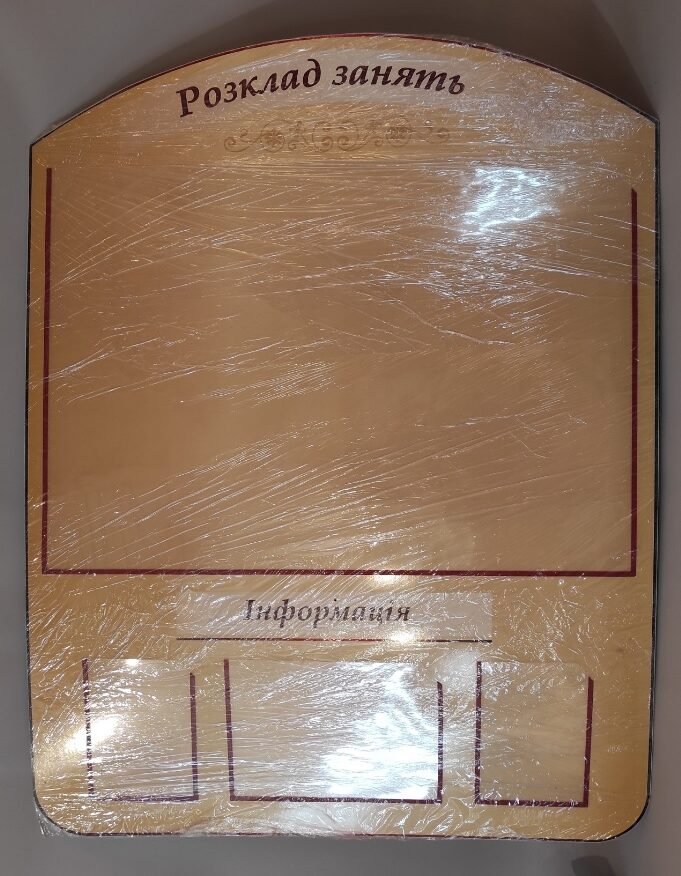 Розклад занять
Інформація